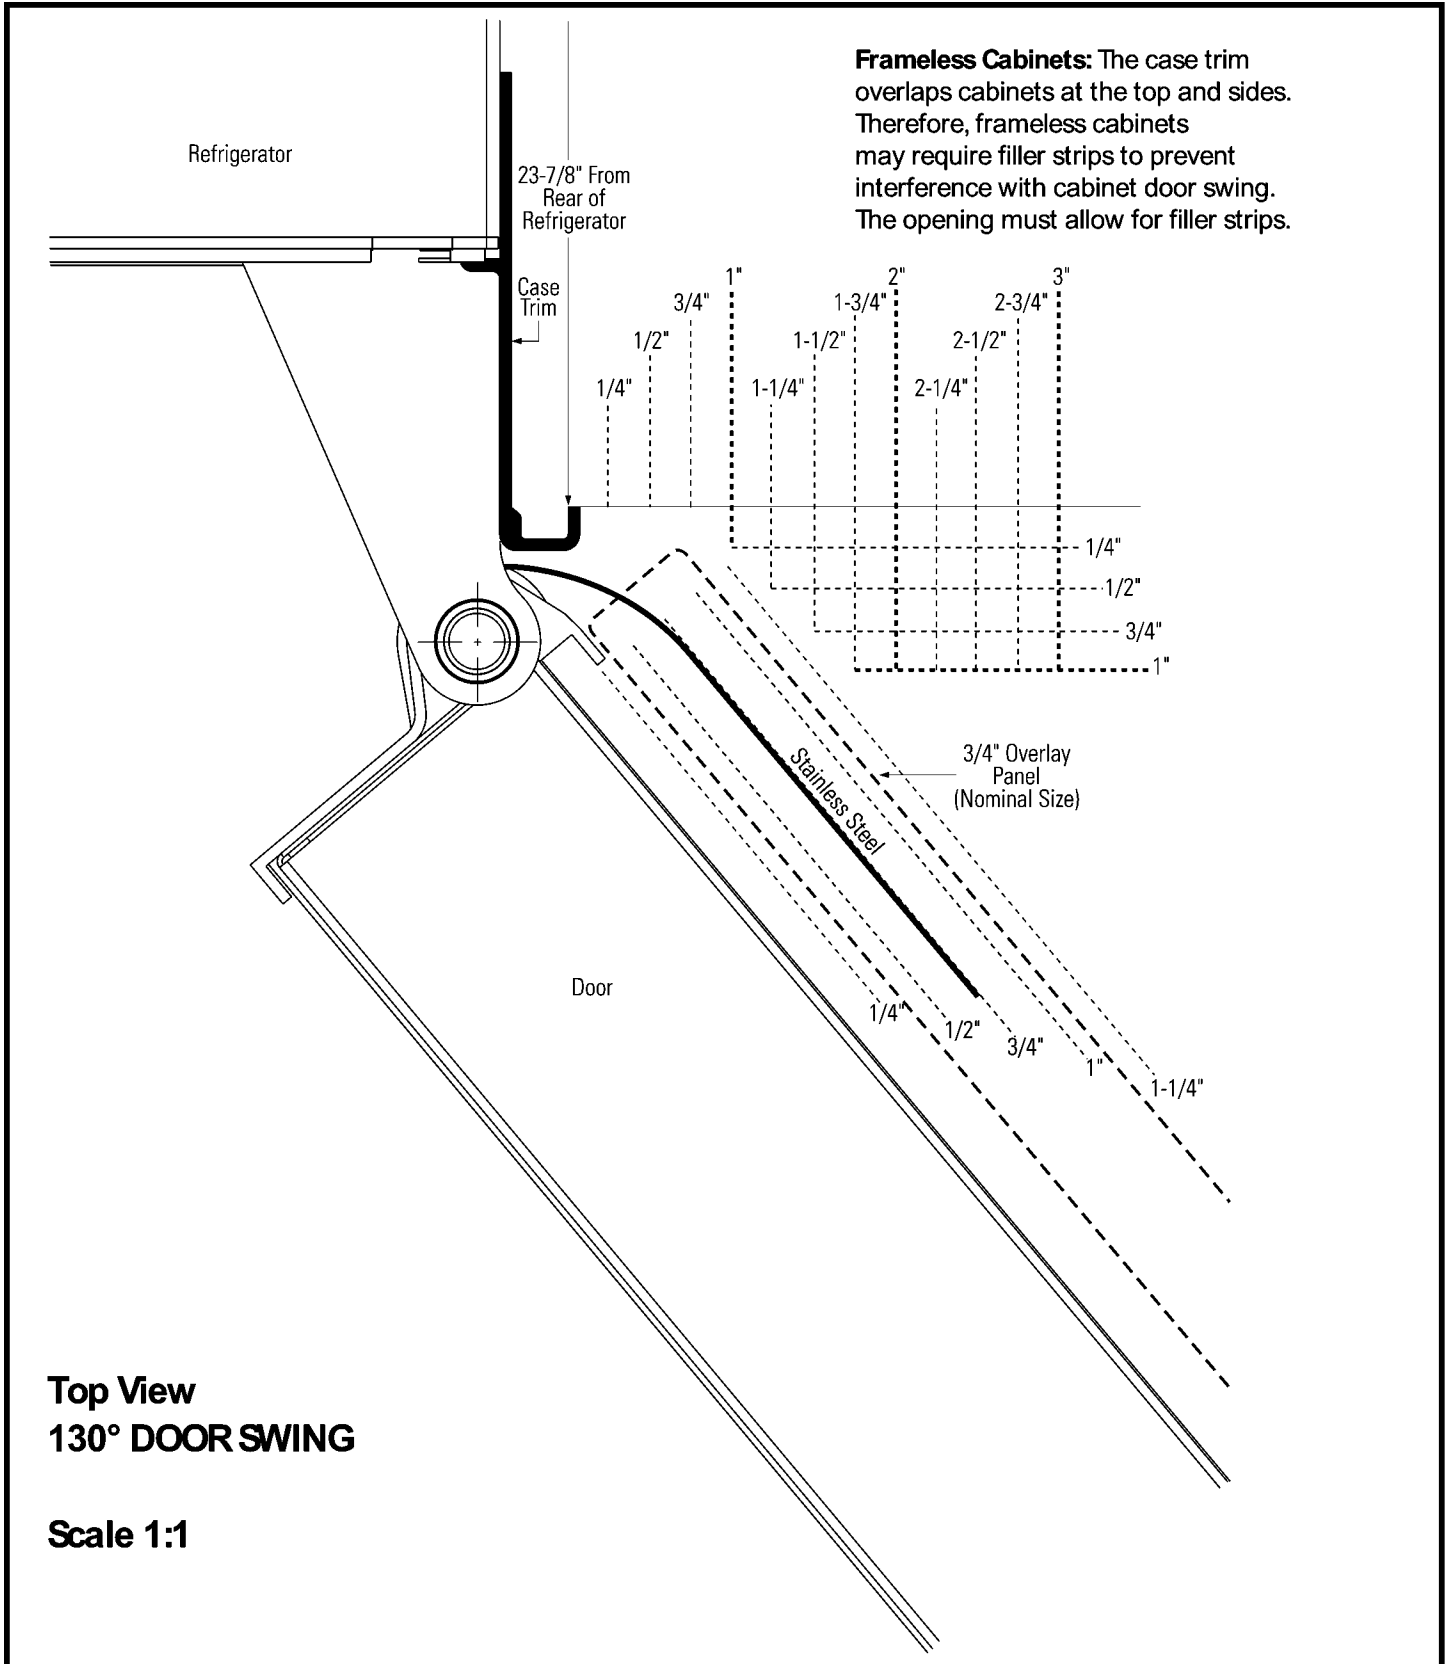 Frameless Cabinets: The case trim
overlaps cabinets at the top and sides.
Therefore, frameless cabinets
may require filler strips to prevent
interference with cabinet door swing.
The opening must allow for filler strips.
Refrigerator
23-7/8" From
Rear of
Refrigerator
Case
Trim
1/4"
1/2"
3/4"
1"
1-1/4"
1-1/2"
1-3/4"
2"
2-1/4"
2-1/2"
2-3/4"
3"
1/4"
1/2"
3/4"
1"
3/4" Overlay
Panel
(Nominal Size)
Stainless Steel
Door
1/4"
1/2"
3/4"
1"
1-1/4"
Top View
130° DOOR SWING
Scale 1:1